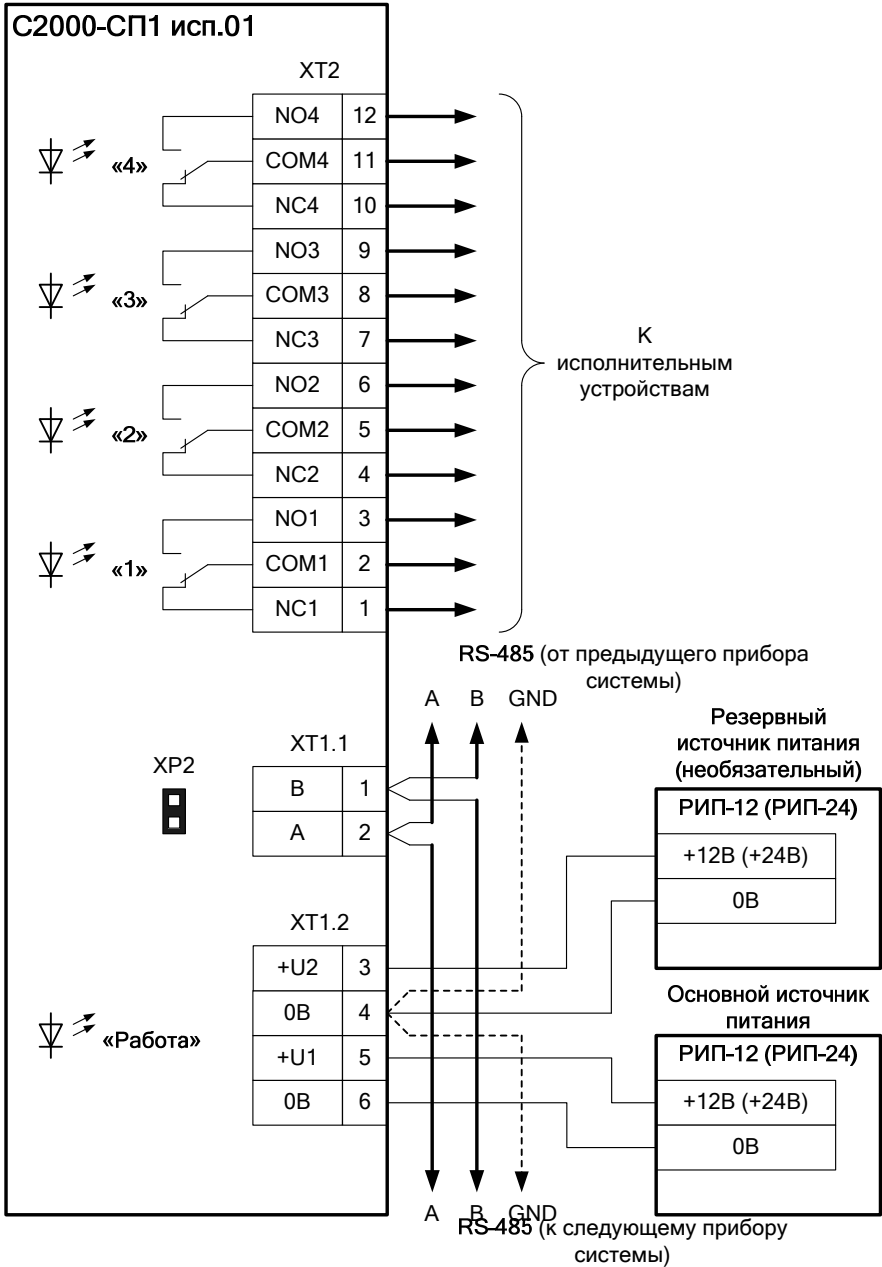 С2000-СП1 исп.01
XT2
NO4 12
«4» COM4 11
NC4 10
NO3 9
«3» COM3 8
NC3 7
NO2 6
«2» COM2 5
NC2 4
NO1 3
«1» COM1 2
NC1 1
К
исполнительным
устройствам
RS-485 (от предыдущего прибора
системы)
A B GND
XP2
XT1.1
B 1
A 2
XT1.2
+U2 3
0В 4
+U1 5
0В 6
«Работа»
Резервный
источник питания
(необязательный)
РИП-12 (РИП-24)
+12В (+24В)
0В
Основной источник
питания
РИП-12 (РИП-24)
+12В (+24В)
0В
A B GND
RS-485 (к следующему прибору
системы)